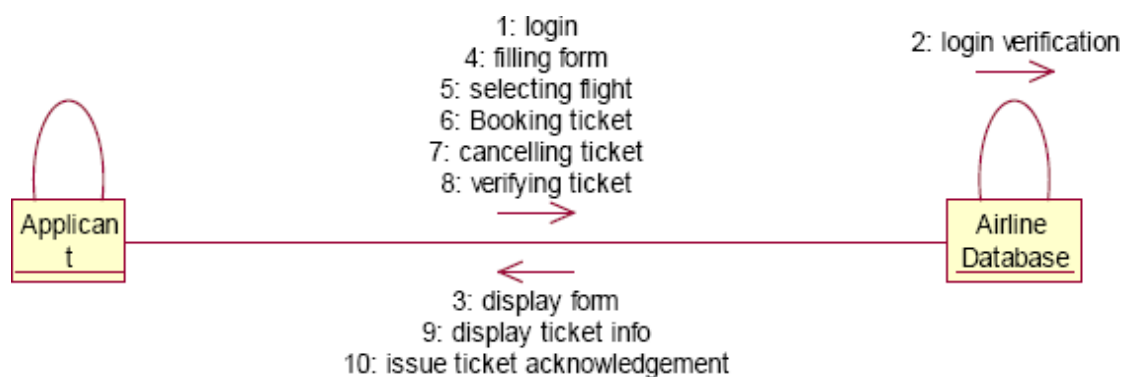 1: login
4: filling form
5: selecting flight
6: Booking ticket
7: cancelling ticket
8: verifying ticket
2: login verification
Applican
t
Airline
Database
3: display form
9: display ticket info
10: issue ticket acknowledgement